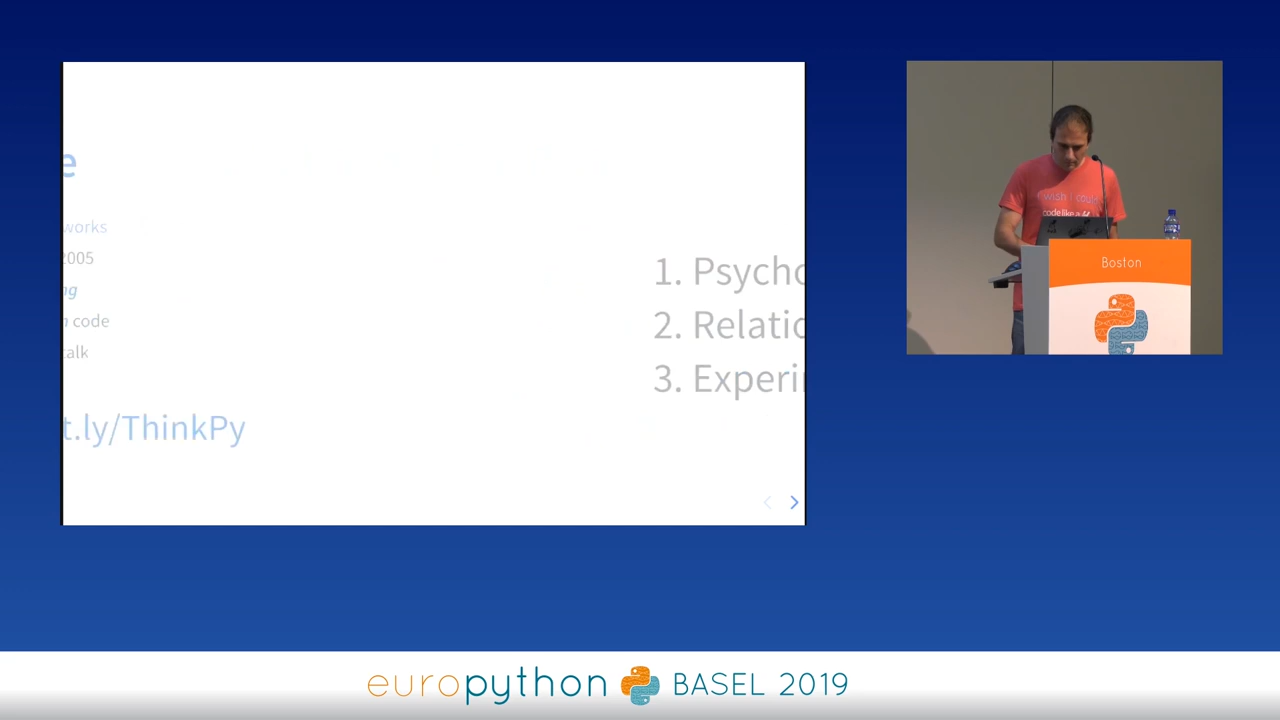 e
works
2005
ng
n code
talk
t.ly/ThinkPy
1. Psycho
2. Relatio
3. Experi
I wish I could
code like a
Boston
europython BASEL 2019